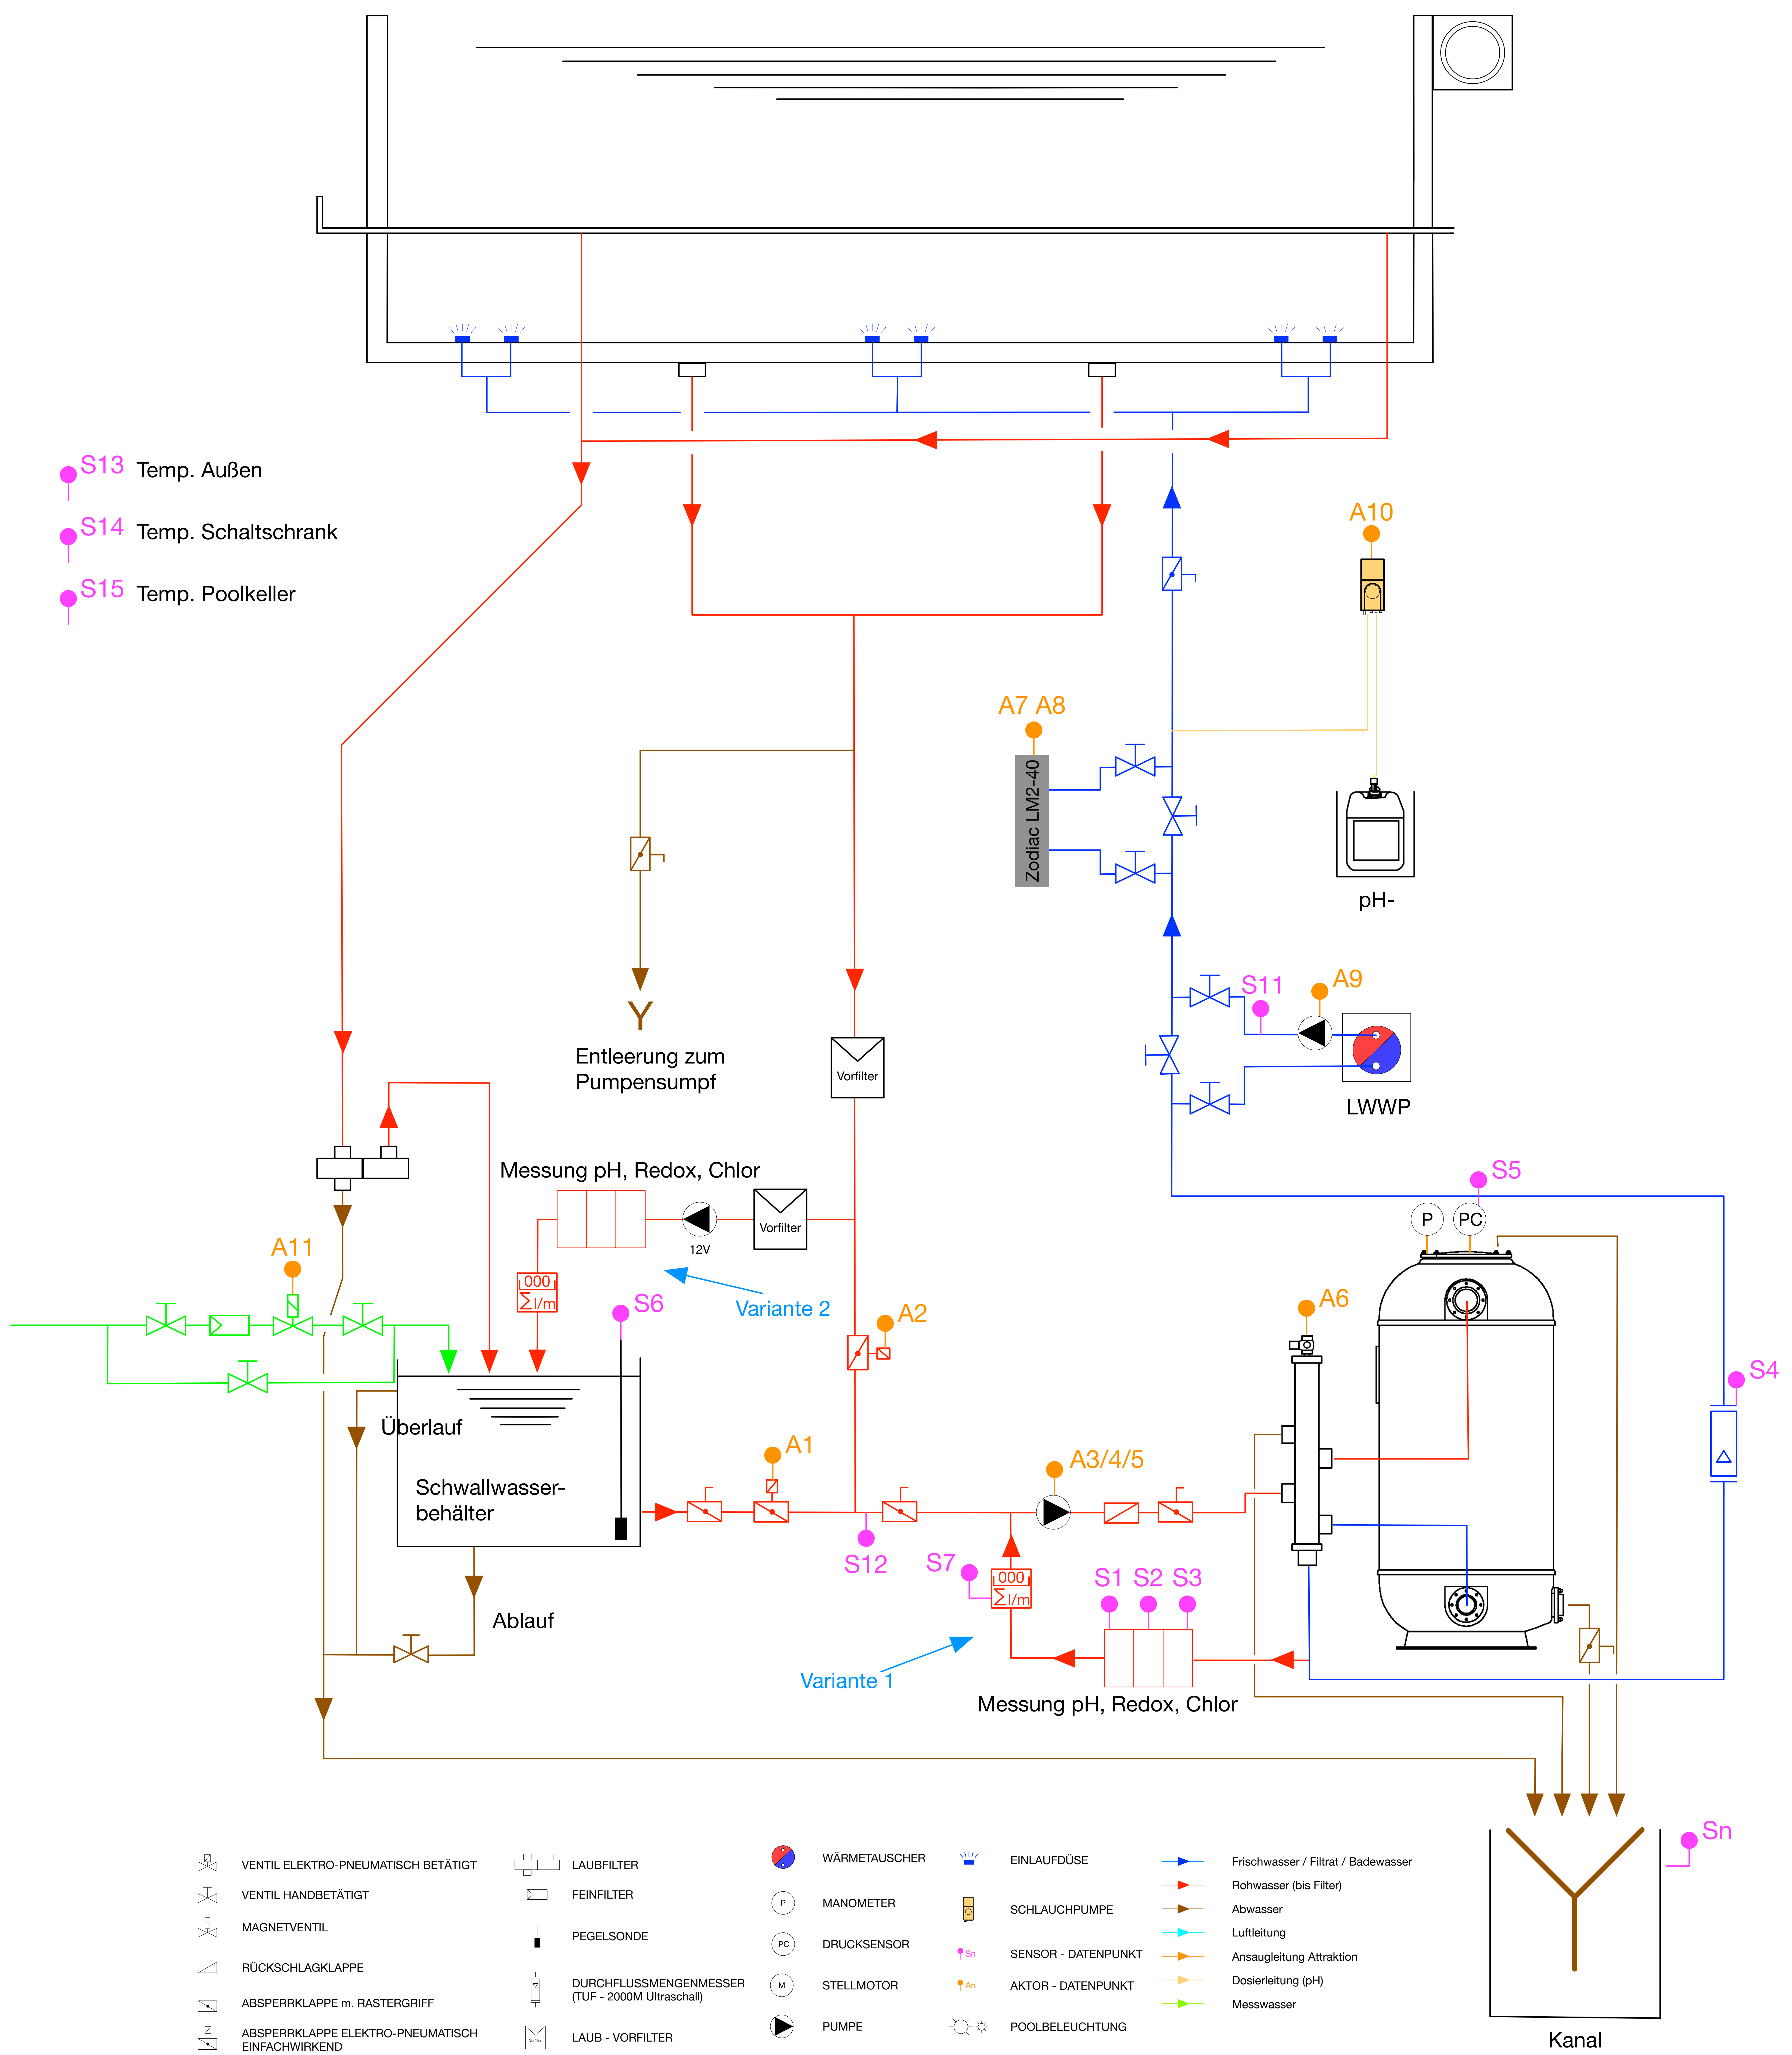 S13 Temp. Außen
S14 Temp. Schaltschrank
S15 Temp. Poolkeller
A10
A7 A8
Zodiac LM2-40
pH-
S11
A9
LWWP
Y
Entleerung zum
Pumpensumpf
Vorfilter
Messung pH, Redox, Chlor
Vorfilter
12V
000
Σ l/m
Variante 2
S5
P
PC
A11
S6
A2
A6
S4
Überlauf
Schwallwasser-
behälter
A1
A3/4/5
S12
S7
000
Σ l/m
S1 S2 S3
Ablauf
Variante 1
Messung pH, Redox, Chlor
Sn
Kanal
VENTIL ELEKTRO-PNEUMATISCH BETÄTIGT
VENTIL HANDBETÄTIGT
MAGNETVENTIL
RÜCKSCHLAGKLAPPE
ABSPERRKLAPPE m. RASTERGRIFF
ABSPERRKLAPPE ELEKTRO-PNEUMATISCH
EINFACHWIRKEND
LAUBFILTER
FEINFILTER
PEGELSONDE
DURCHFLUSSMENGENMESSER
(TUF - 2000M Ultraschall)
Vorfilter
LAUB - VORFILTER
WÄRMETAUSCHER
P MANOMETER
PC DRUCKSENSOR
M STELLMOTOR
PUMPE
EINLAUFDÜSE
SCHLAUCHPUMPE
Sn SENSOR - DATENPUNKT
An AKTOR - DATENPUNKT
POOLBELEUCHTUNG
Frischwasser / Filtrat / Badewasser
Rohwasser (bis Filter)
Abwasser
Luftleitung
Ansaugleitung Attraktion
Dosierleitung (pH)
Messwasser